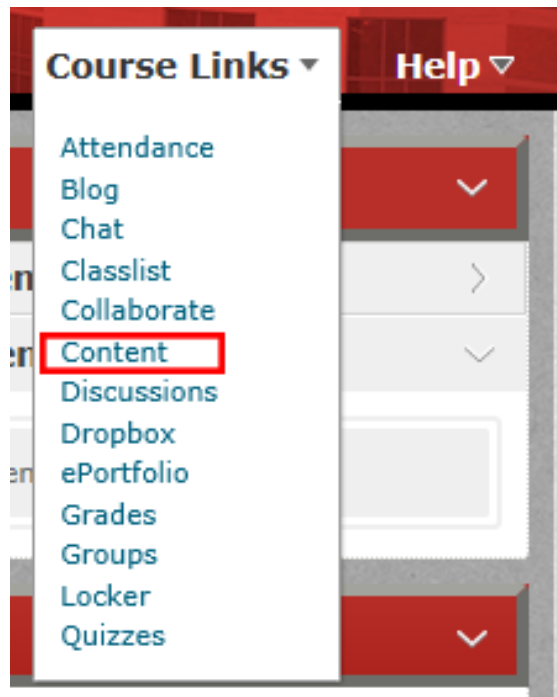 Course Links
Help
Attendance
Blog
Chat
Classlist
Collaborate
Content
Discussions
Dropbox
ePortfolio
Grades
Groups
Locker
Quizzes